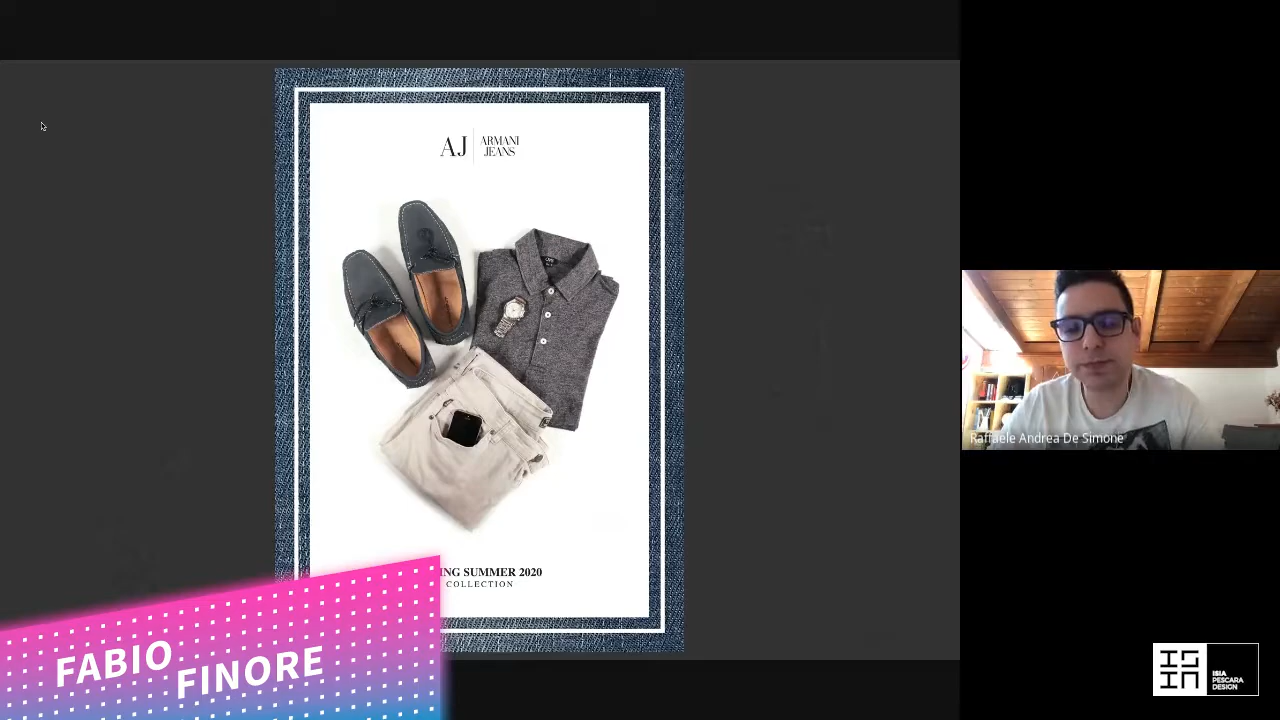 AJ
ARMANI
JEANS
ING SUMMER 2020
COLLECTION
FABIO
FINORE
Raffaele Andrea De Simone
ISIA
PESCARA
DESIGN